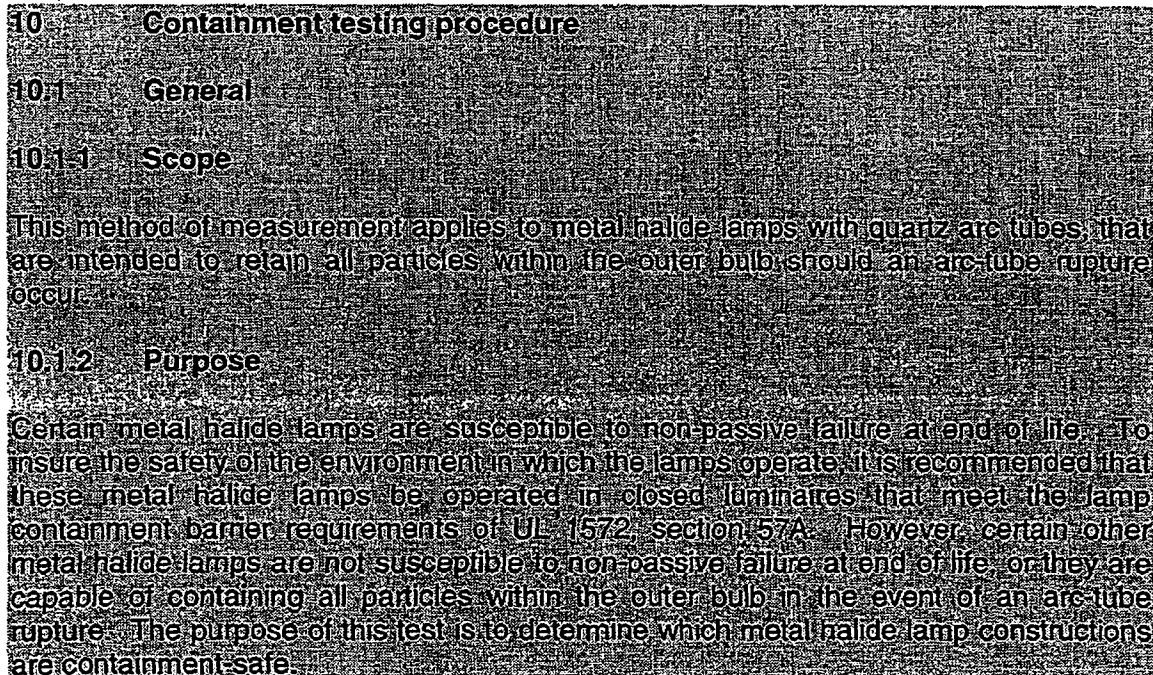 10 Containment testing procedure
10.1 General
10.1.1 Scope
This method of measurement applies to metal halide lamps with quartz arc tubes, that
are intended to retain all particles within the outer bulb should an arc-tube rupture
occur.
10.1.2 Purpose
Certain metal halide lamps are susceptible to non-passive failure at end of life. To
insure the safety of the environment in which the lamps operate, it is recommended that
these metal halide lamps be operated in closed luminaires that meet the lamp
containment barrier requirements of UL 1572, section 57A. However, certain other
metal halide lamps are not susceptible to non-passive failure at end of life, or they are
capable of containing all particles within the outer bulb in the event of an arc-tube
rupture. The purpose of this test is to determine which metal halide lamp constructions
are containment-safe.